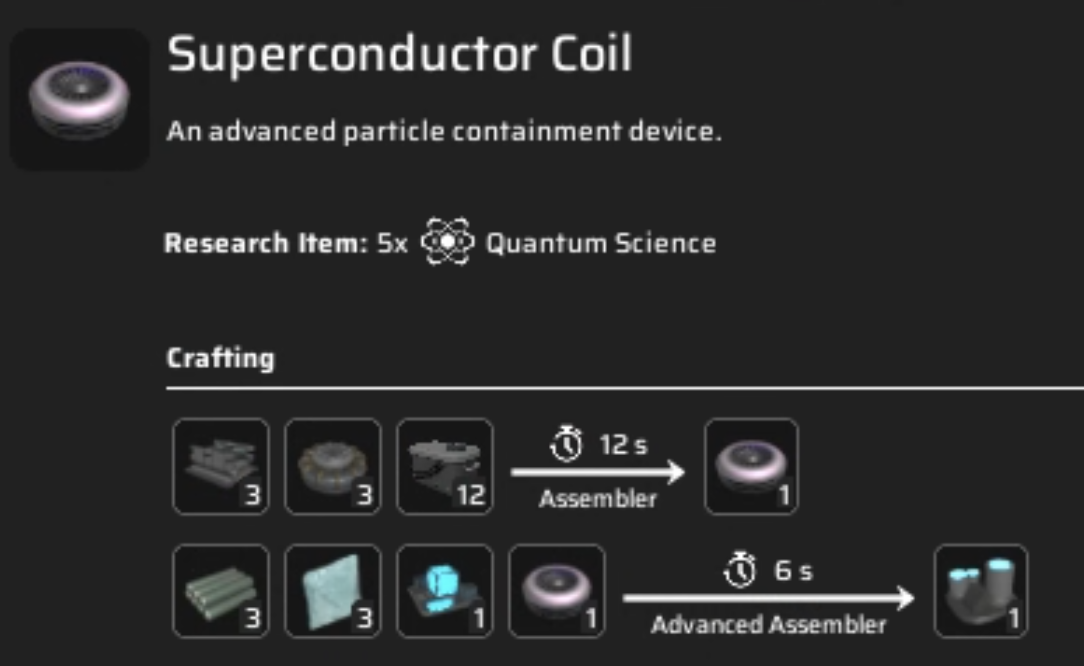 Superconductor Coil
An advanced particle containment device.
Research Item: 5x Quantum Science
Crafting
3 3 12 12 s Assembler 1
3 3 1 1 6 s Advanced Assembler 1